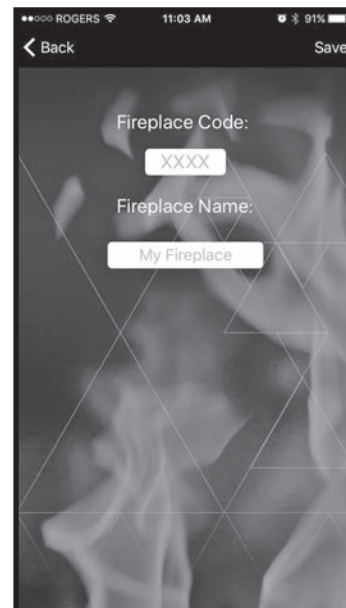 ROGERS 11:03 AM 91%
Back Save
Fireplace Code:
XXXX
Fireplace Name:
My Fireplace